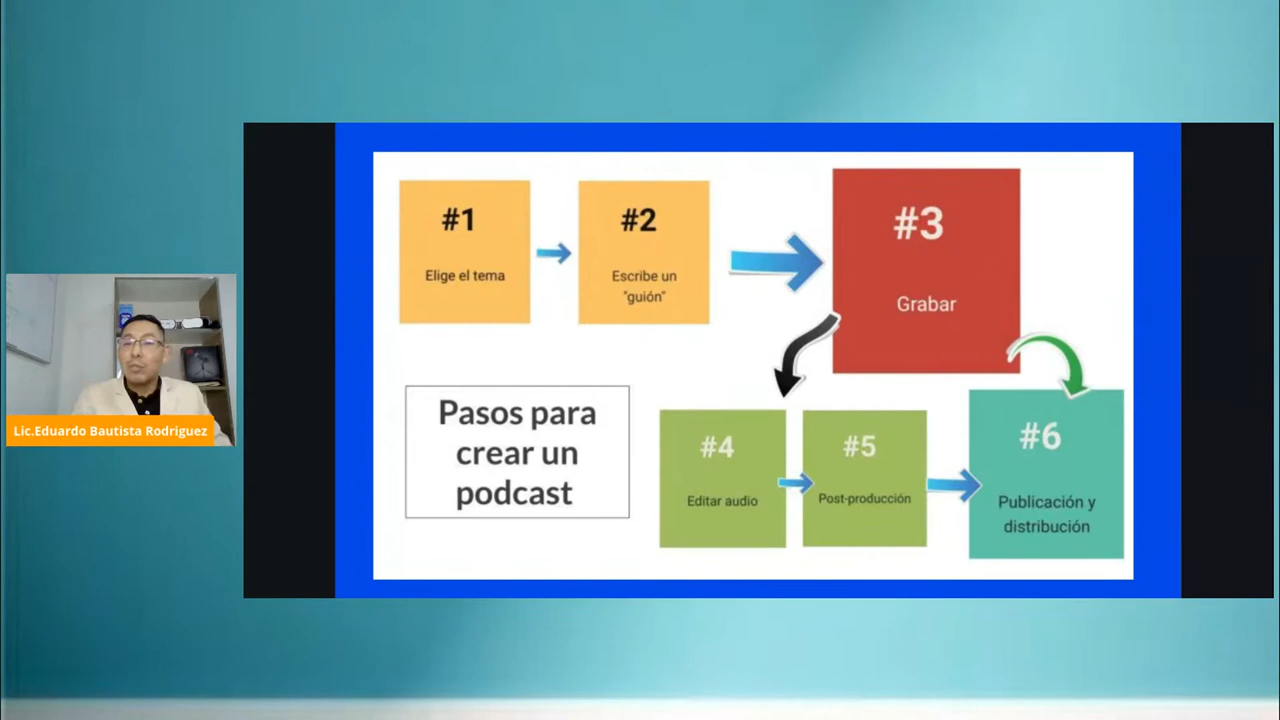 #1
Elige el tema
#2
Escribe un
"guión"
#3
Grabar
Pasos para
crear un
podcast
#4
Editar audio
#5
Post-producción
#6
Publicación y
distribución
Lic.Eduardo Bautista Rodriguez